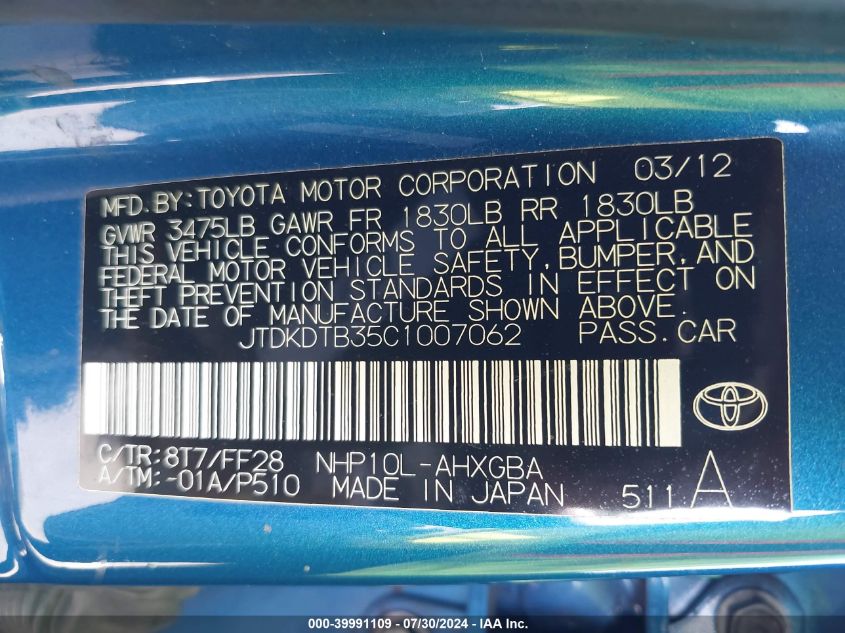 MFD. BY: TOYOTA MOTOR CORPORATION 03/12
GVWR 3475LB GAWR FR 1830LB RR 1830LB
THIS VEHICLE CONFORMS TO ALL APPLICABLE
FEDERAL MOTOR VEHICLE SAFETY, BUMPER, AND
THEFT PREVENTION STANDARDS IN EFFECT ON
THE DATE OF MANUFACTURE SHOWN ABOVE.
JTDKDTB35C1007062 PASS. CAR
C/TR: 8T7/FF28 NHP10L-AHXGBA
A/TM: -01A/P510 MADE IN JAPAN 511 A
000-39991109 - 07/30/2024 - IAA Inc.